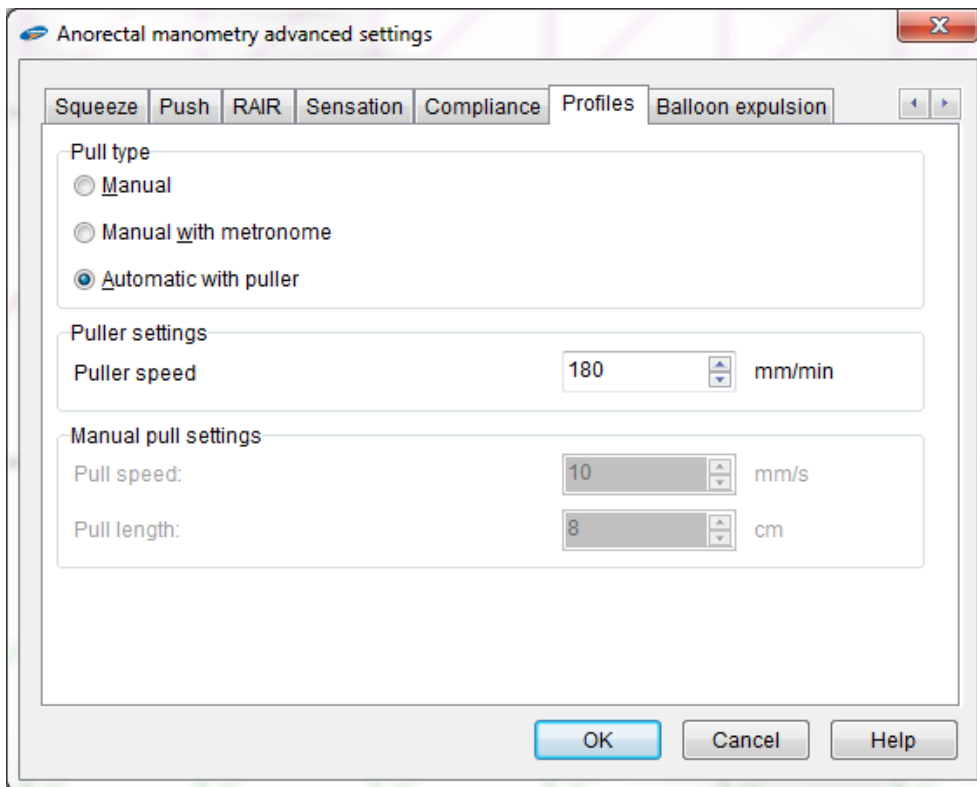 Anorectal manometry advanced settings
Squeeze Push RAIR Sensation Compliance Profiles Balloon expulsion
Pull type
Manual
Manual with metronome
Automatic with puller
Puller settings
Puller speed 180 mm/min
Manual pull settings
Pull speed: 10 mm/s
Pull length: 8 cm
OK Cancel Help